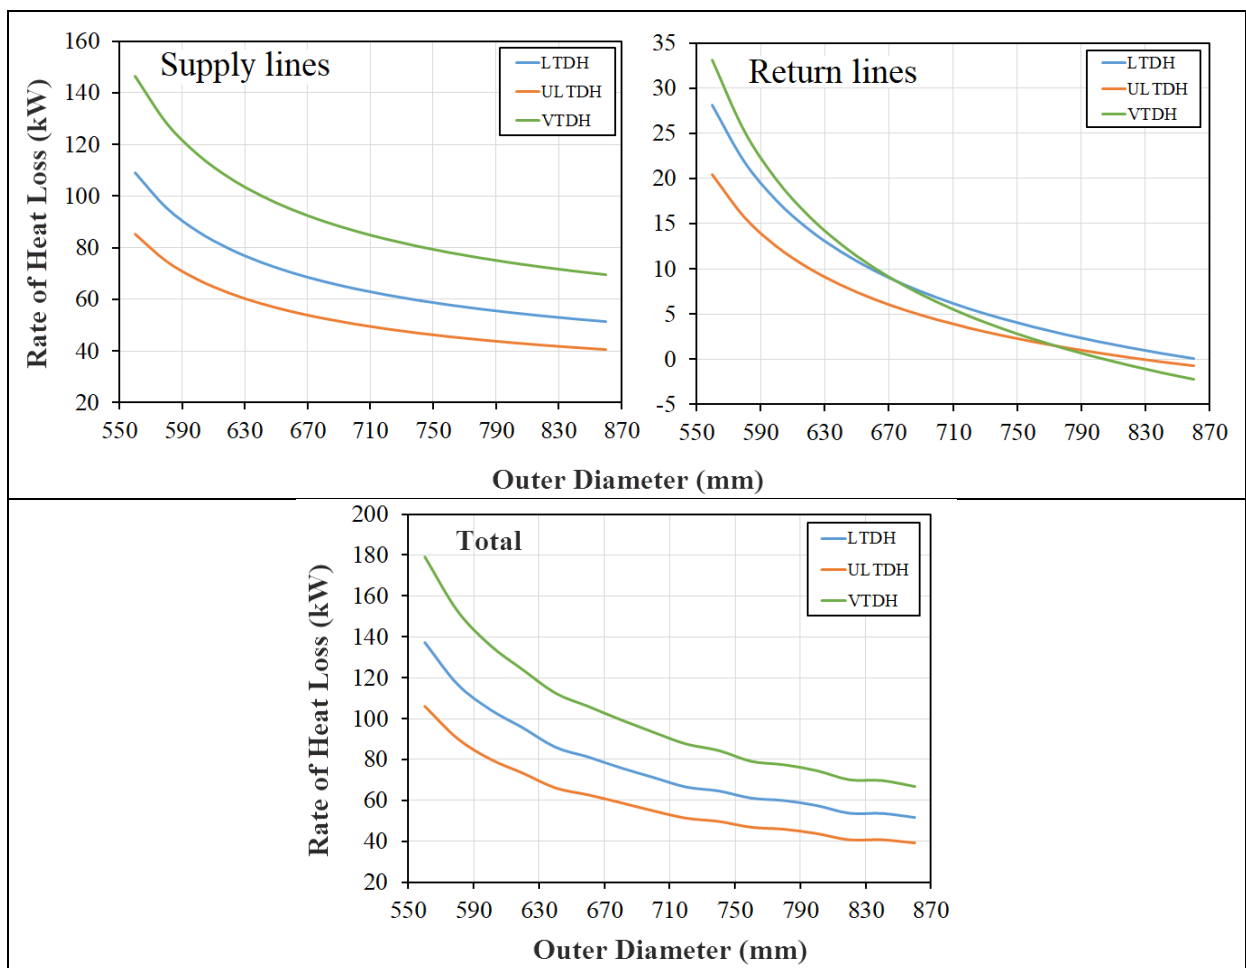 Supply lines
Rate of Heat Loss (kW)
160
140
120
100
80
60
40
20
550 590 630 670 710 750 790 830 870
LTDH
ULTDH
VTDH
Return lines
35
30
25
20
15
10
5
0
-5
550 590 630 670 710 750 790 830 870
LTDH
ULTDH
VTDH
Outer Diameter (mm)
Total
Rate of Heat Loss (kW)
200
180
160
140
120
100
80
60
40
20
550 590 630 670 710 750 790 830 870
LTDH
ULTDH
VTDH
Outer Diameter (mm)